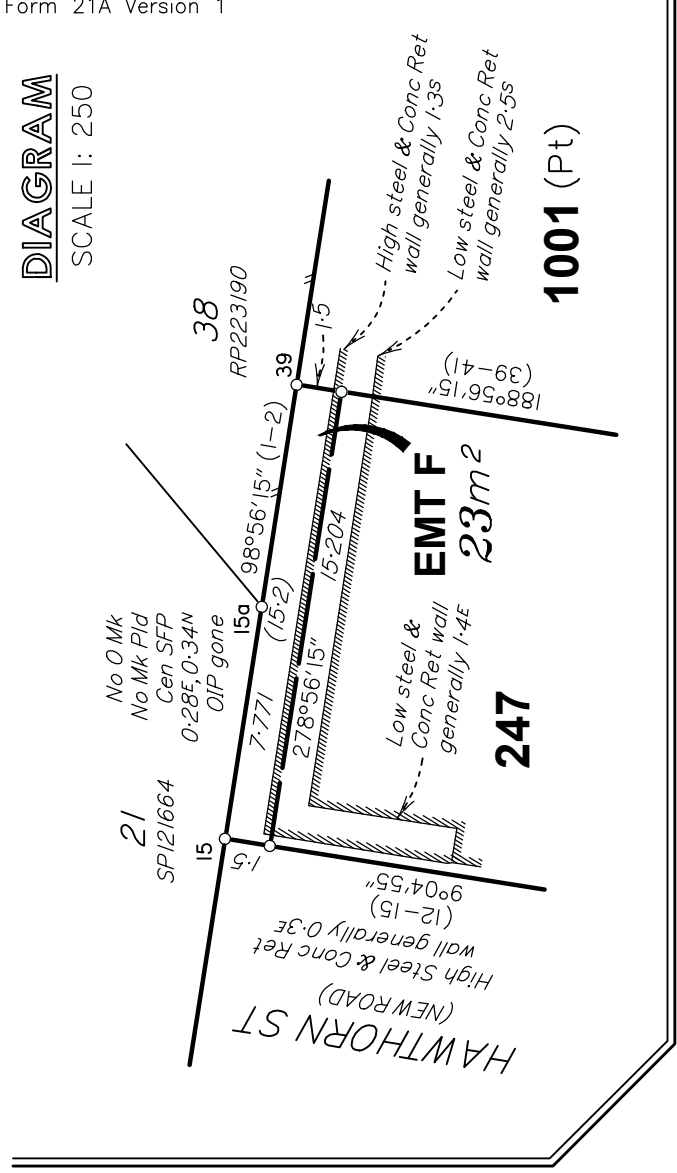 Form 21A Version 1
DIAGRAM
SCALE 1: 250
21
SP121664
No O Mk
No Mk Pld
Cen SFP
0·28E,0·34N
OIP gone
38
RP223190
15
15a
39
1·5
7·771
(15·2)
98°56'15" (1–2)
1·5
278°56'15"
15·204
High steel & Conc Ret
wall generally 1·3S
Low steel & Conc Ret
wall generally 2·5S
EMT F
23m²
Low steel &
Conc Ret wall
generally 1·4E
247
1001 (Pt)
188°56'15"
(39–41)
9°04'55"
(12–15)
High Steel & Conc Ret
wall generally 0·3E
(NEW ROAD)
HAWTHORN ST